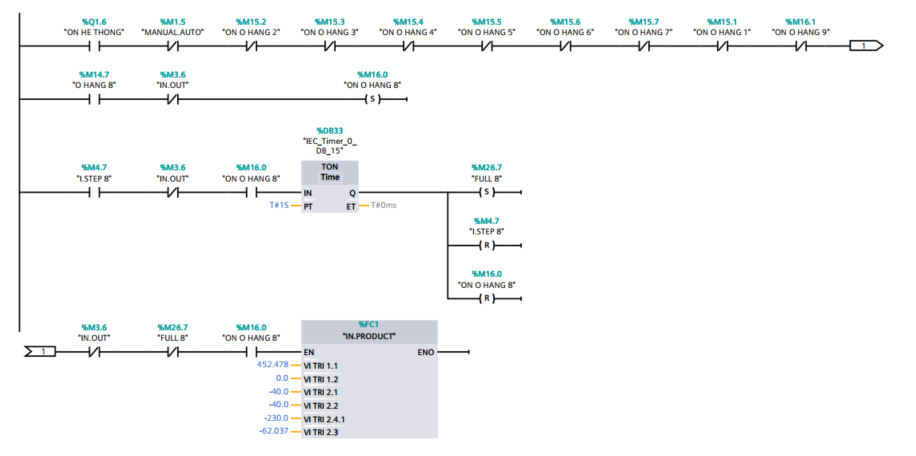 %Q1.6 %M1.5 %M15.2 %M15.3 %M15.4 %M15.5 %M15.6 %M15.7 %M15.1 %M16.1
"ON HE THONG" "MANUAL.AUTO" "ON O HANG 2" "ON O HANG 3" "ON O HANG 4" "ON O HANG 5" "ON O HANG 6" "ON O HANG 7" "ON O HANG 1" "ON O HANG 9"
1
%M14.7 %M3.6 %M16.0
"O HANG 8" "IN.OUT" "ON O HANG 8"
S
%DB33
"IEC_Timer_0_
DB_15"
%M4.7 %M3.6 %M16.0 TON %M26.7
"I.STEP 8" "IN.OUT" "ON O HANG 8" Time "FULL 8"
IN Q S
T#1S PT ET T#0ms
%M4.7
"I.STEP 8"
R
%M16.0
"ON O HANG 8"
R
%M3.6 %M26.7 %M16.0 %FC1
"IN.OUT" "FULL 8" "ON O HANG 8" "IN.PRODUCT"
1 EN ENO
452.478 VI TRI 1.1
0.0 VI TRI 1.2
-40.0 VI TRI 2.1
-40.0 VI TRI 2.2
-230.0 VI TRI 2.4.1
-62.037 VI TRI 2.3